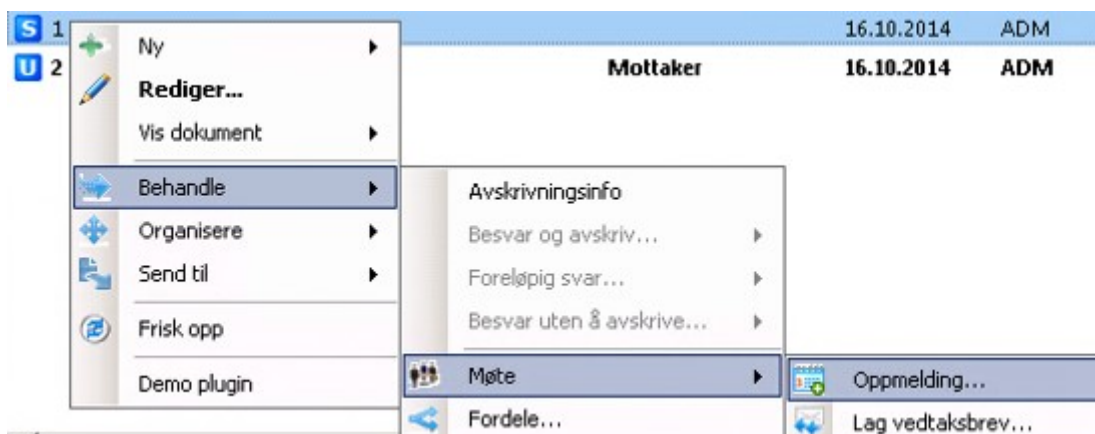 S 1 16.10.2014 ADM
Ny
U 2 Mottaker 16.10.2014 ADM
Rediger...
Vis dokument
Behandle
Avskrivningsinfo
Organisere
Besvar og avskriv...
Send til
Foreløpig svar...
Besvar uten å avskrive...
Frisk opp
Møte
Oppmelding...
Demo plugin
Fordele...
Lag vedtaksbrev...